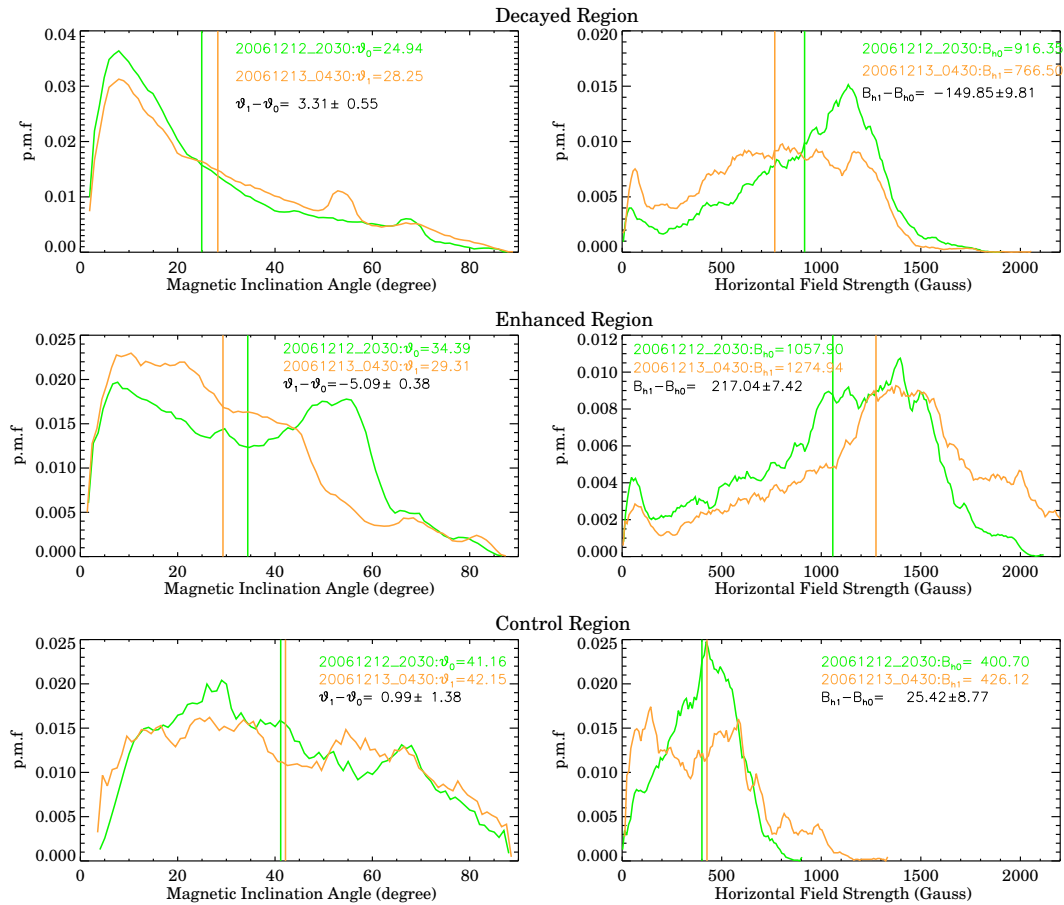 Decayed Region
20061212_2030:ϑ₀=24.94
20061213_0430:ϑ₁=28.25
ϑ₁−ϑ₀= 3.31± 0.55
p.m.f
0.04
0.03
0.02
0.01
0.00
0 20 40 60 80
Magnetic Inclination Angle (degree)
20061212_2030:Bh0=916.35
20061213_0430:Bh1=766.50
Bh1−Bh0= −149.85±9.81
p.m.f
0.020
0.015
0.010
0.005
0.000
0 500 1000 1500 2000
Horizontal Field Strength (Gauss)
Enhanced Region
20061212_2030:ϑ₀=34.39
20061213_0430:ϑ₁=29.31
ϑ₁−ϑ₀=−5.09± 0.38
p.m.f
0.025
0.020
0.015
0.010
0.005
0.000
0 20 40 60 80
Magnetic Inclination Angle (degree)
20061212_2030:Bh0=1057.90
20061213_0430:Bh1=1274.94
Bh1−Bh0= 217.04±7.42
p.m.f
0.012
0.010
0.008
0.006
0.004
0.002
0.000
0 500 1000 1500 2000
Horizontal Field Strength (Gauss)
Control Region
20061212_2030:ϑ₀=41.16
20061213_0430:ϑ₁=42.15
ϑ₁−ϑ₀= 0.99± 1.38
p.m.f
0.025
0.020
0.015
0.010
0.005
0.000
0 20 40 60 80
Magnetic Inclination Angle (degree)
20061212_2030:Bh0= 400.70
20061213_0430:Bh1= 426.12
Bh1−Bh0= 25.42±8.77
p.m.f
0.025
0.020
0.015
0.010
0.005
0.000
0 500 1000 1500 2000
Horizontal Field Strength (Gauss)